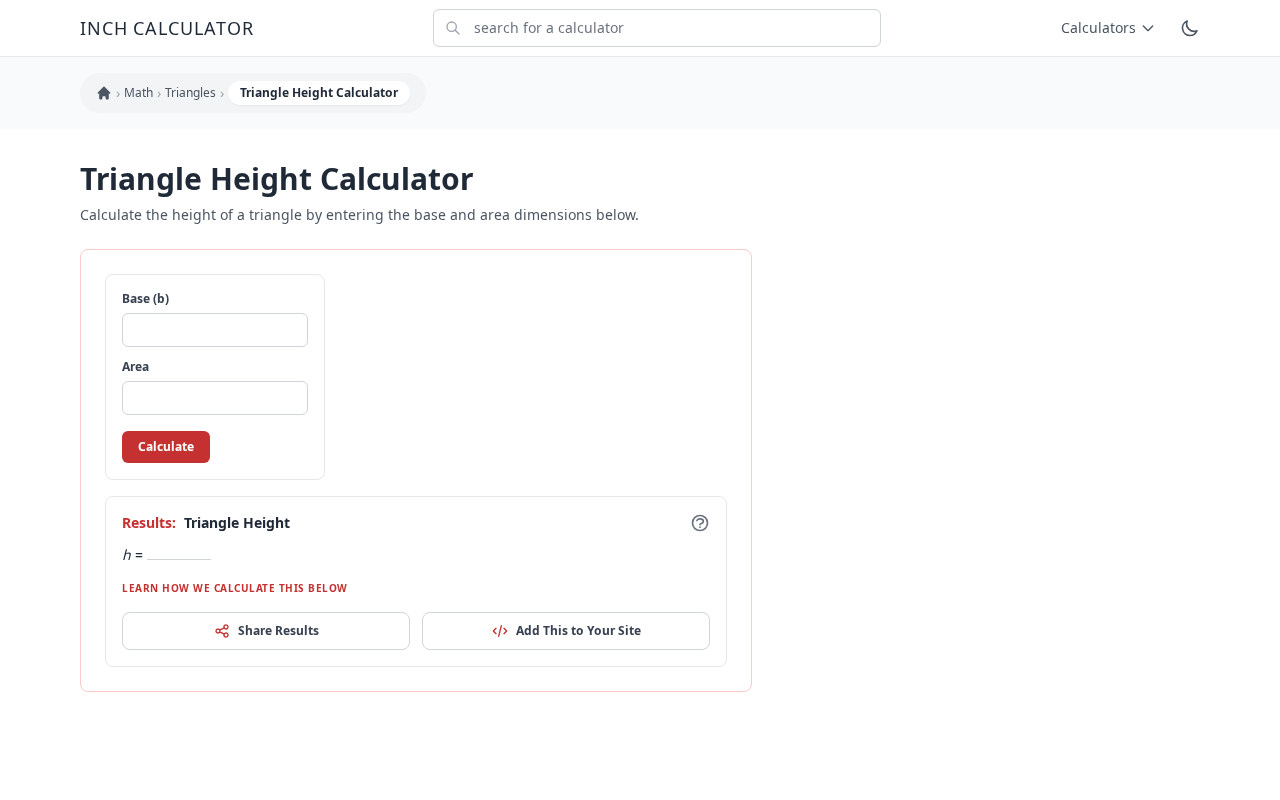 INCH CALCULATOR
search for a calculator
Calculators
› Math › Triangles › Triangle Height Calculator
Triangle Height Calculator
Calculate the height of a triangle by entering the base and area dimensions below.
Base (b)
Area
Calculate
Results: Triangle Height
h =
LEARN HOW WE CALCULATE THIS BELOW
Share Results
Add This to Your Site